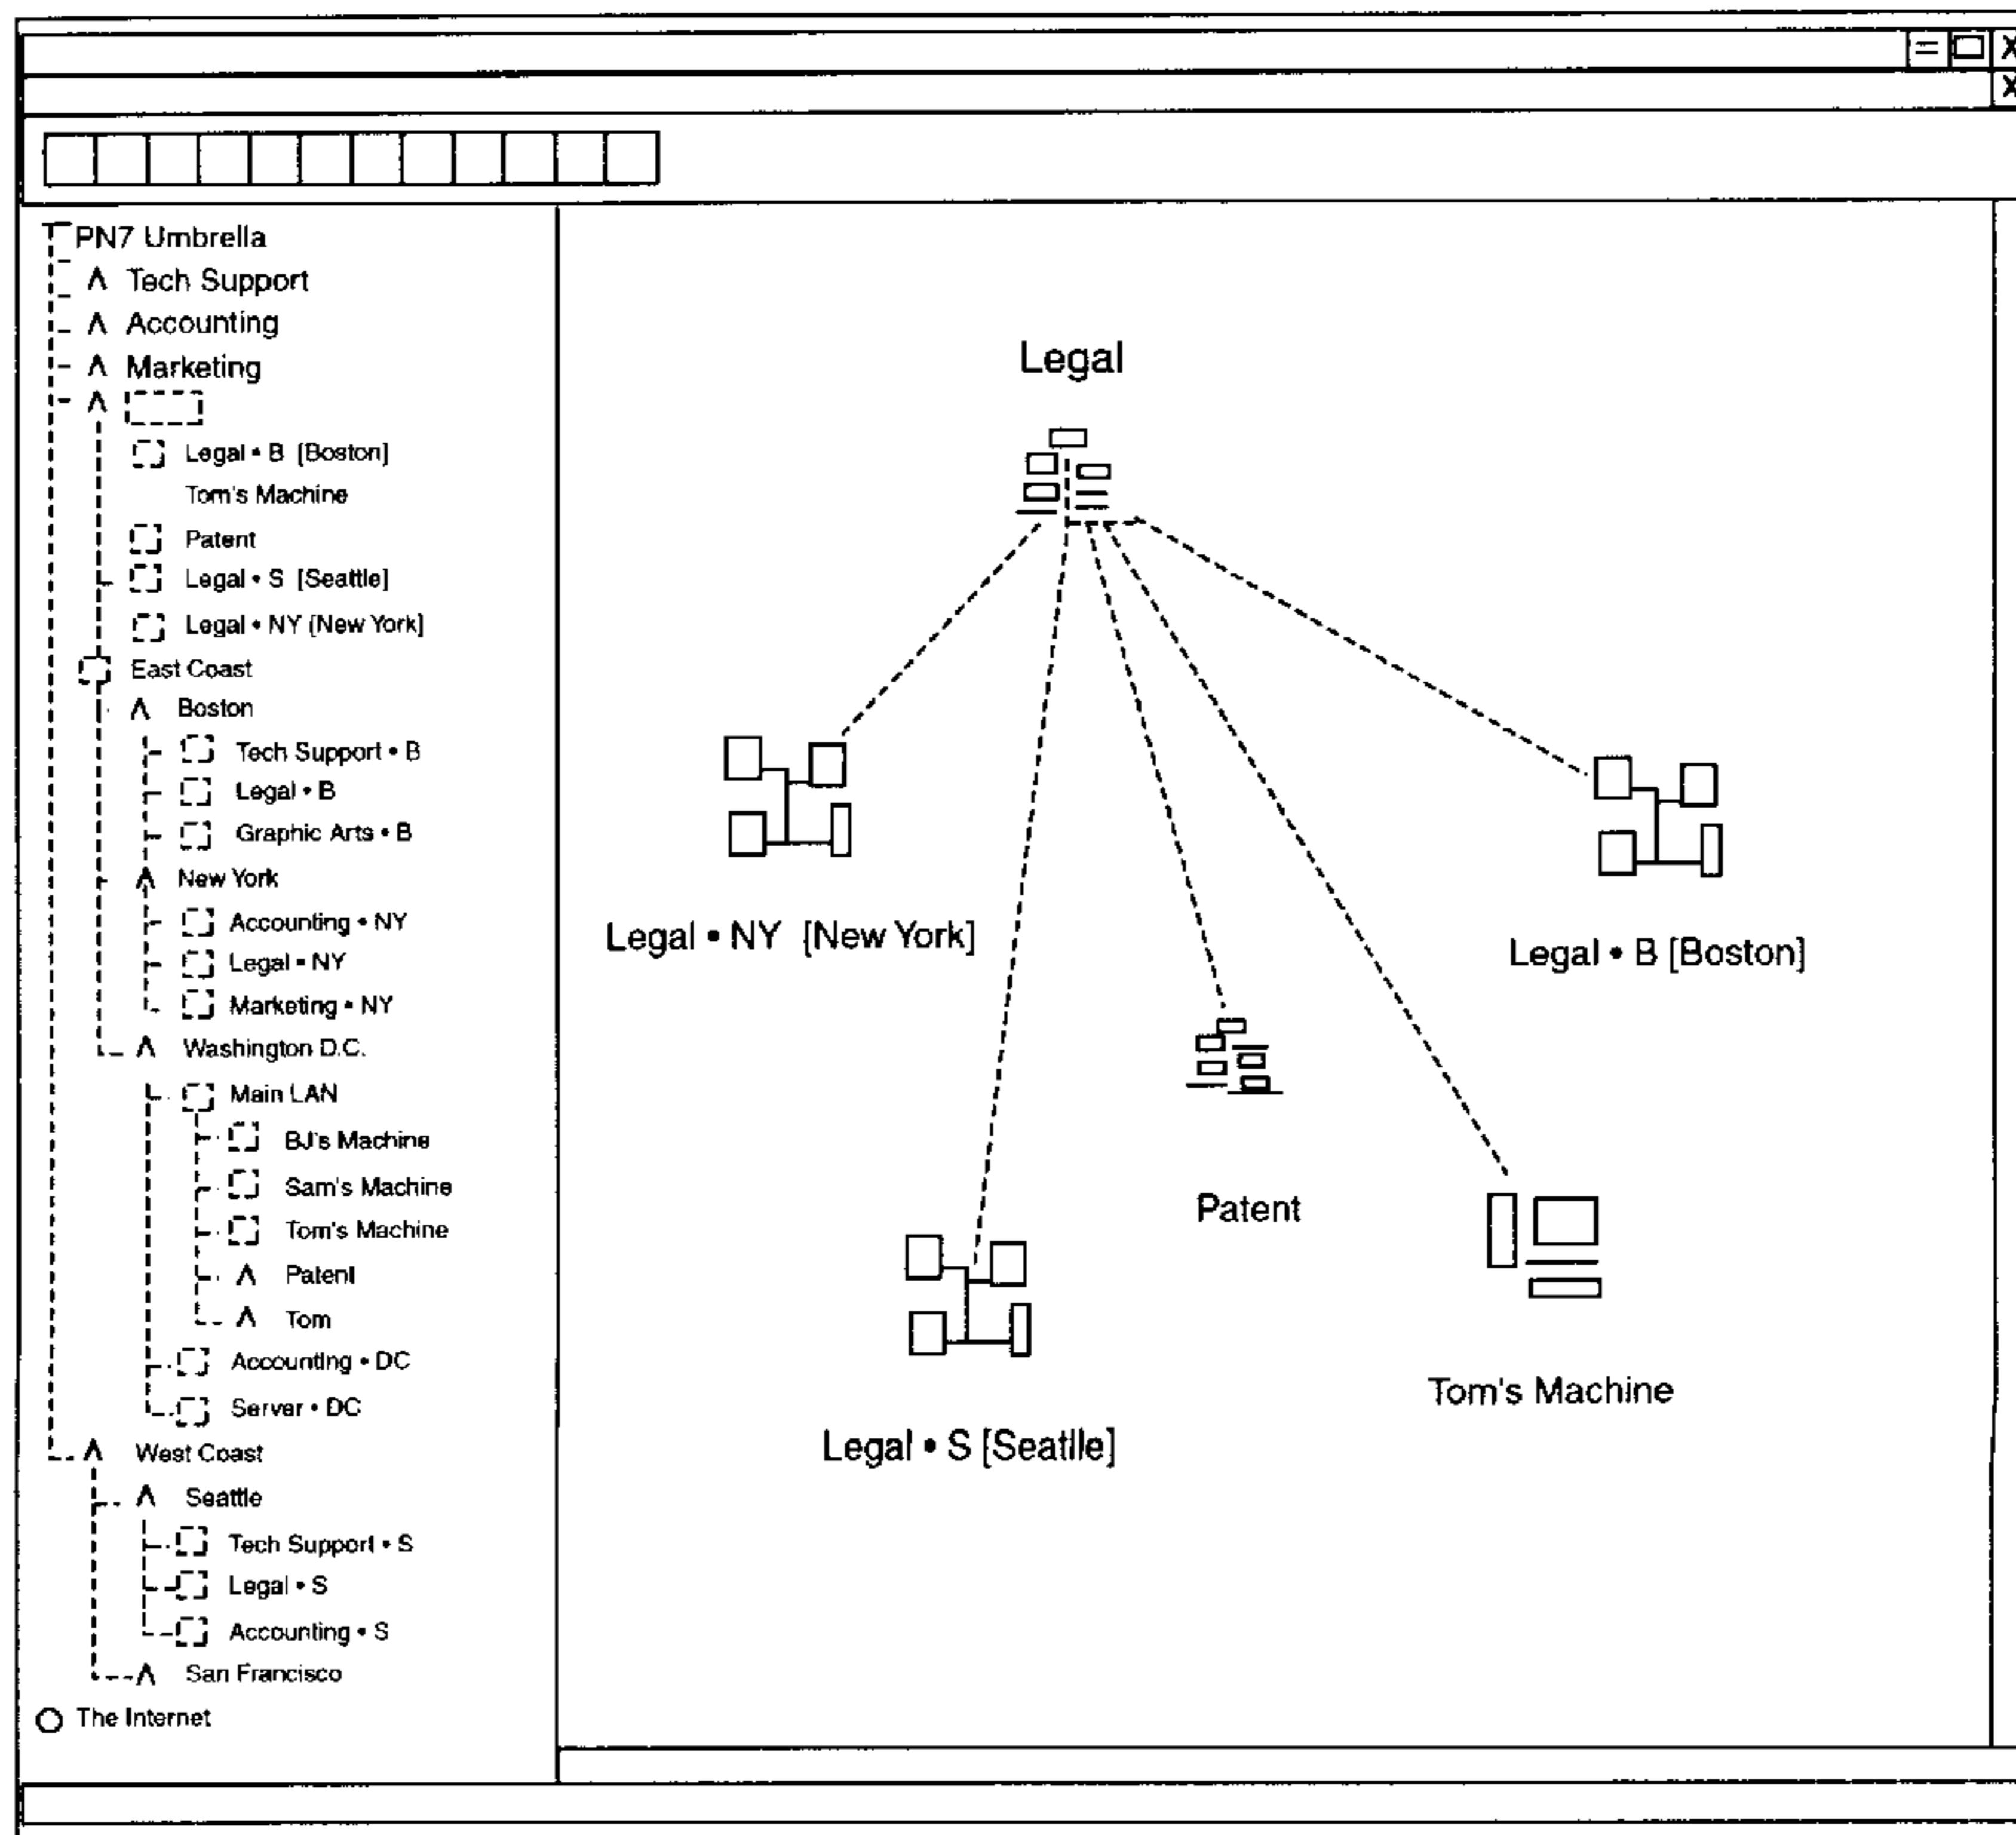 X
X
PN7 Umbrella
Tech Support
Accounting
Marketing
Legal • B [Boston]
Tom's Machine
Patent
Legal • S [Seattle]
Legal • NY [New York]
East Coast
Boston
Tech Support • B
Legal • B
Graphic Arts • B
New York
Accounting • NY
Legal • NY
Marketing • NY
Washington D.C.
Main LAN
BJ's Machine
Sam's Machine
Tom's Machine
Patent
Tom
Accounting • DC
Server • DC
West Coast
Seattle
Tech Support • S
Legal • S
Accounting • S
San Francisco
The Internet
Legal
Legal • NY [New York]
Legal • B [Boston]
Patent
Tom's Machine
Legal • S [Seattle]